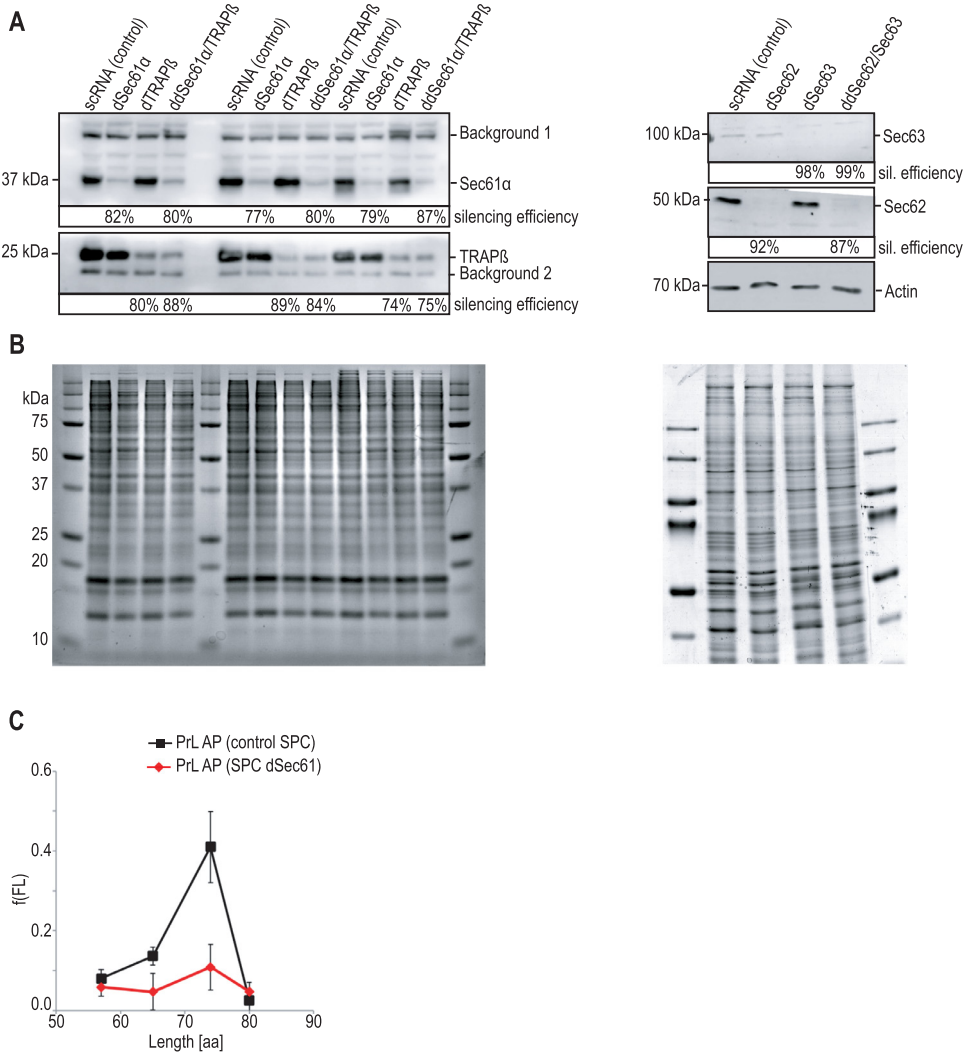 A
scRNA (control)
dSec61α
dTRAPß
ddSec61α/TRAPß
scRNA (control)
dSec61α
dTRAPß
ddSec61α/TRAPß
scRNA (control)
dSec61α
dTRAPß
ddSec61α/TRAPß
Background 1
37 kDa
Sec61α
82% 80% 77% 80% 79% 87% silencing efficiency
25 kDa
TRAPß
Background 2
80% 88% 89% 84% 74% 75% silencing efficiency
scRNA (control)
dSec62
dSec63
ddSec62/Sec63
100 kDa
Sec63
98% 99% sil. efficiency
50 kDa
Sec62
92% 87% sil. efficiency
70 kDa
Actin
B
kDa
75
50
37
25
20
10
C
PrL AP (control SPC)
PrL AP (SPC dSec61)
0.6
0.4
0.2
0.0
f(FL)
50 60 70 80 90
Length [aa]